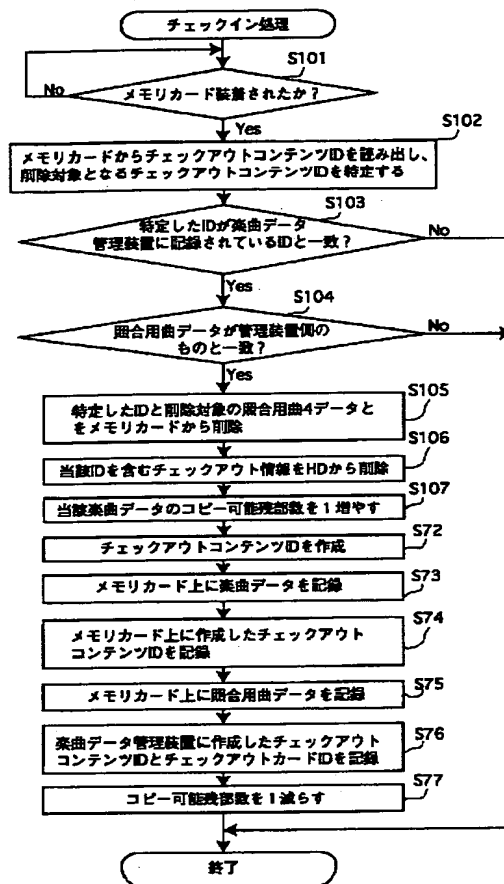 チェックイン処理
S101
メモリカード装着されたか?
No
Yes
S102
メモリカードからチェックアウトコンテンツIDを読み出し、
削除対象となるチェックアウトコンテンツIDを特定する
S103
特定したIDが楽曲データ
管理装置に記録されているIDと一致?
No
Yes
S104
照合用曲データが管理装置側の
ものと一致?
No
Yes
S105
特定したIDと削除対象の照合用曲4データと
をメモリカードから削除
S106
当該IDを含むチェックアウト情報をHDから削除
S107
当該楽曲データのコピー可能残部数を1増やす
S72
チェックアウトコンテンツIDを作成
S73
メモリカード上に楽曲データを記録
S74
メモリカード上に作成したチェックアウト
コンテンツIDを記録
S75
メモリカード上に照合用曲データを記録
S76
楽曲データ管理装置に作成したチェックアウト
コンテンツIDとチェックアウトカードIDを記録
S77
コピー可能残部数を1減らす
終了